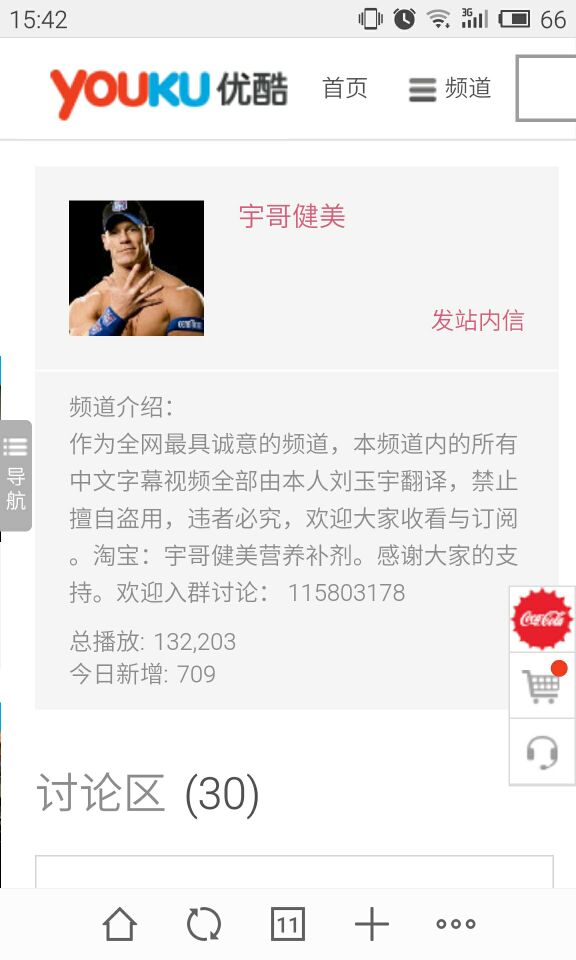 15:42
3G
66
YOUKU 优酷
首页
频道
宇哥健美
发站内信
频道介绍：
作为全网最具诚意的频道，本频道内的所有
中文字幕视频全部由本人刘玉宇翻译，禁止
擅自盗用，违者必究，欢迎大家收看与订阅
。淘宝：宇哥健美营养补剂。感谢大家的支
持。欢迎入群讨论： 115803178
导
航
Coca-Cola
总播放: 132,203
今日新增: 709
讨论区 (30)
11